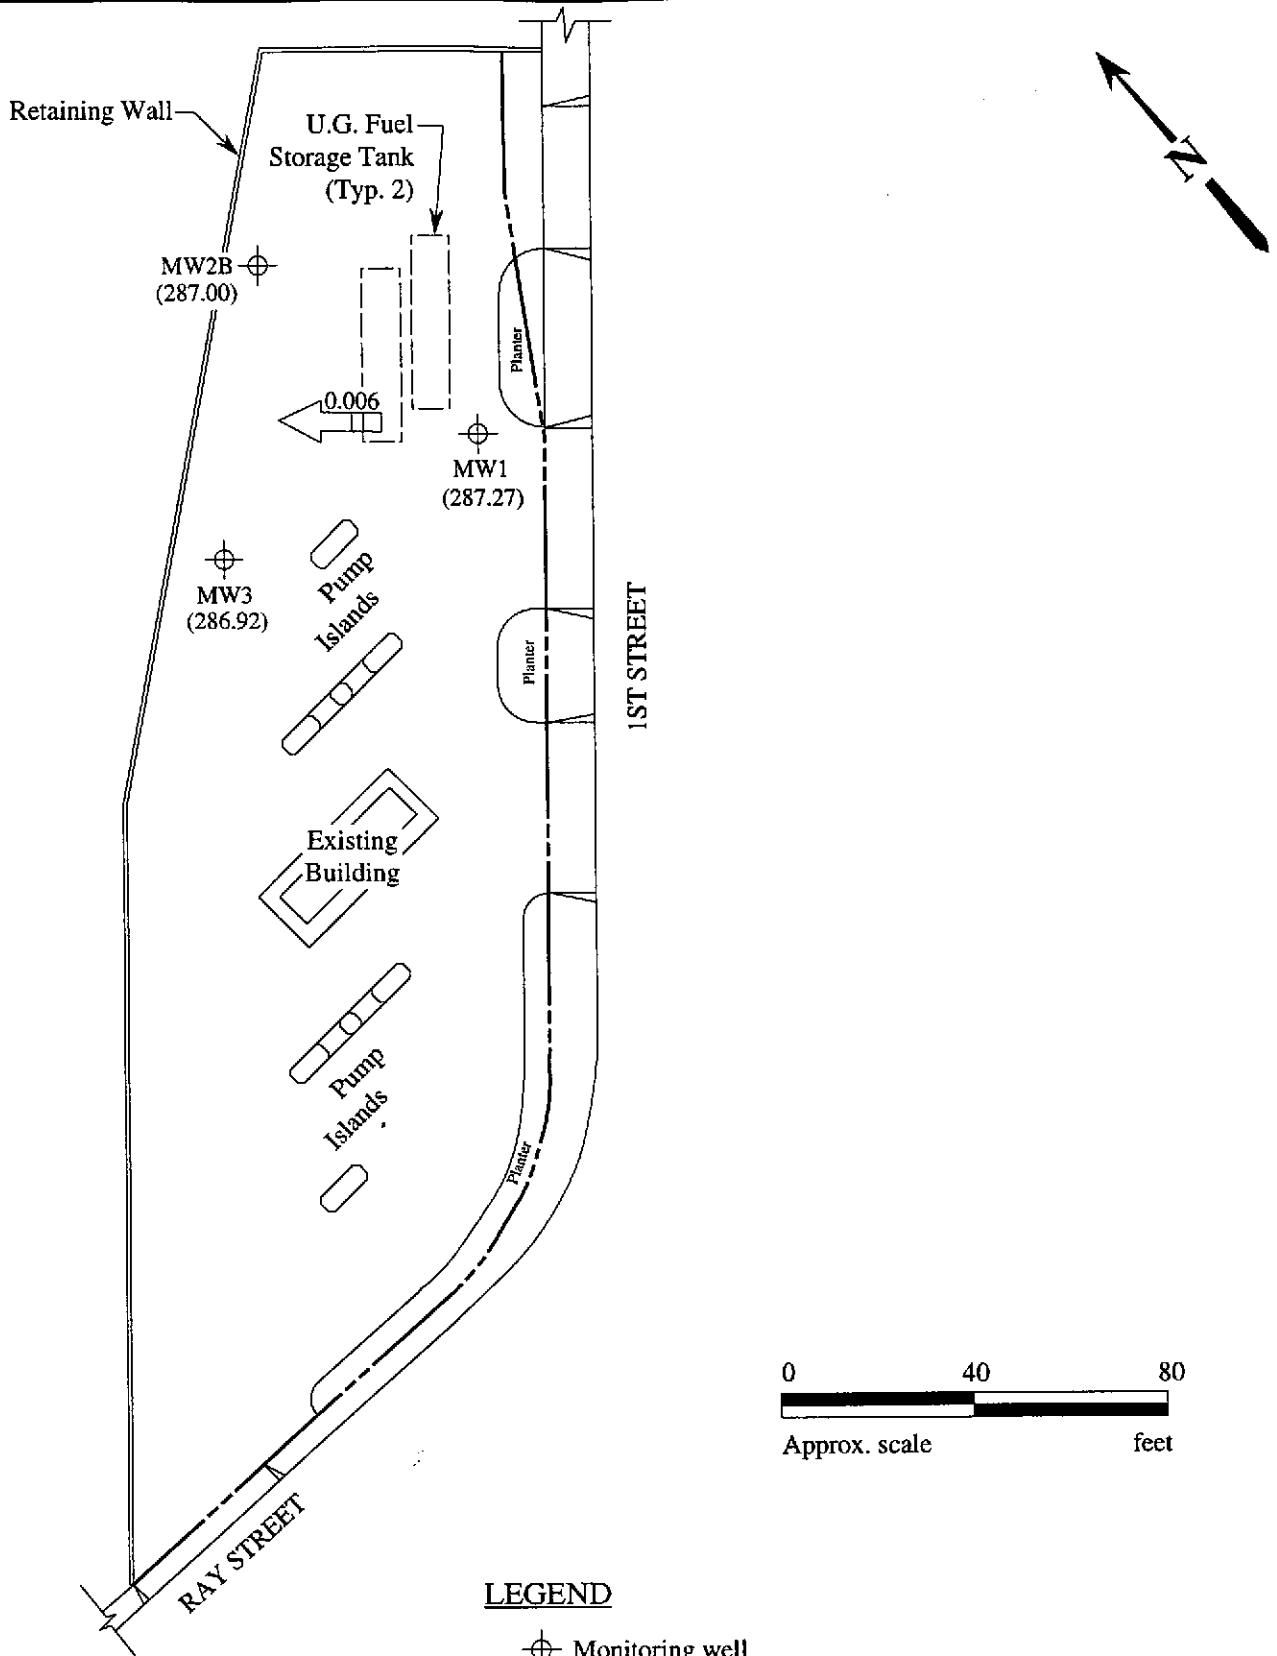 Retaining Wall
U.G. Fuel
Storage Tank
(Typ. 2)
N
MW2B
(287.00)
Planter
0.006
MW1
(287.27)
Pump
Islands
MW3
(286.92)
Planter
1ST STREET
Existing
Building
Pump
Islands
Planter
0 40 80
Approx. scale feet
RAY STREET
LEGEND
Monitoring well